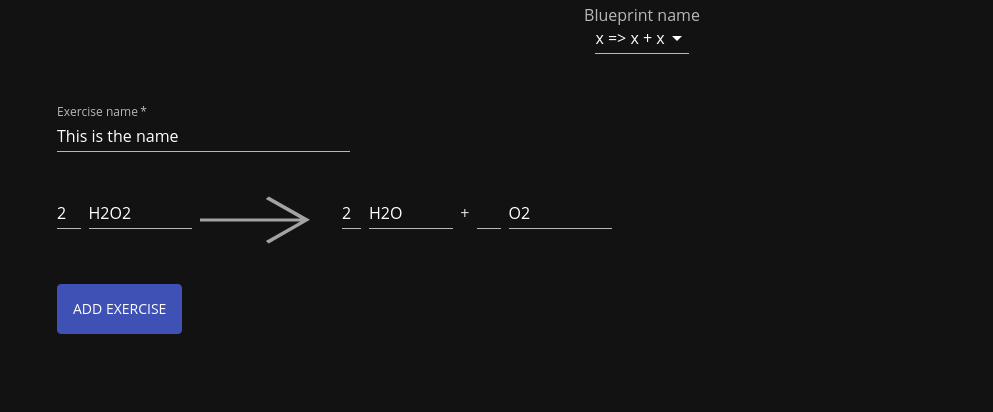 Blueprint name
x => x + x
Exercise name *
This is the name
2 H2O2 2 H2O + O2
ADD EXERCISE